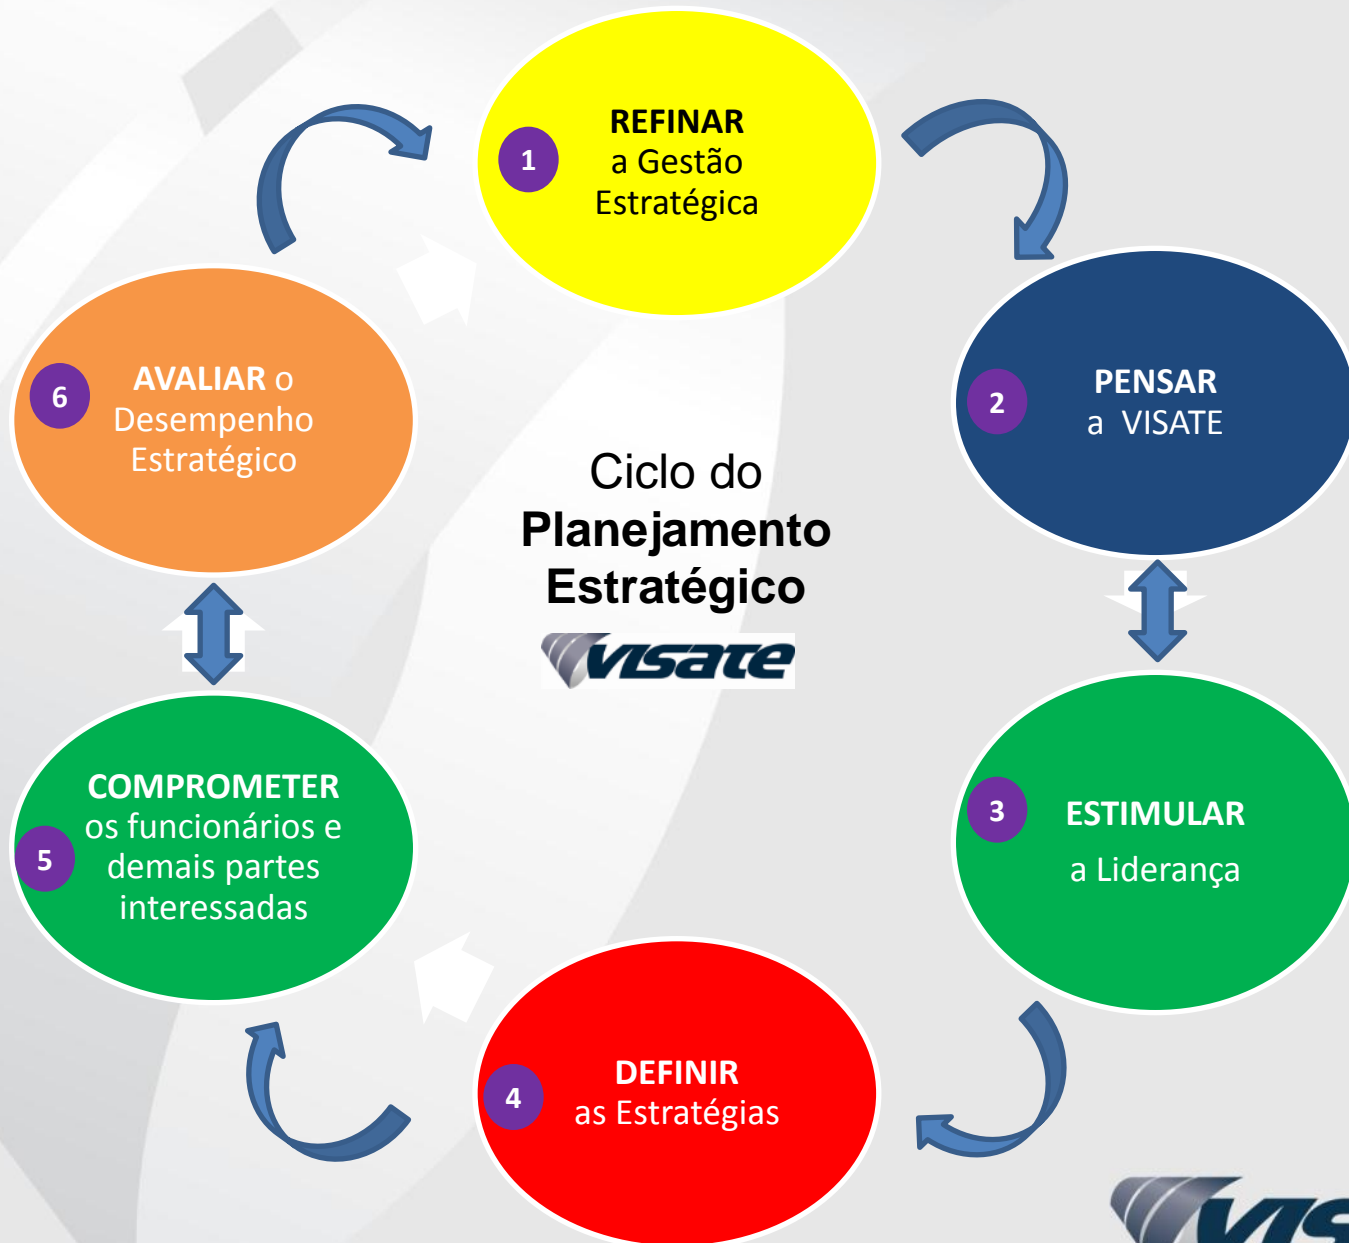 1
REFINAR
a Gestão
Estratégica
2
PENSAR
a VISATE
3
ESTIMULAR
a Liderança
4
DEFINIR
as Estratégias
5
COMPROMETER
os funcionários e
demais partes
interessadas
6
AVALIAR o
Desempenho
Estratégico
Ciclo do
Planejamento
Estratégico
VISATE